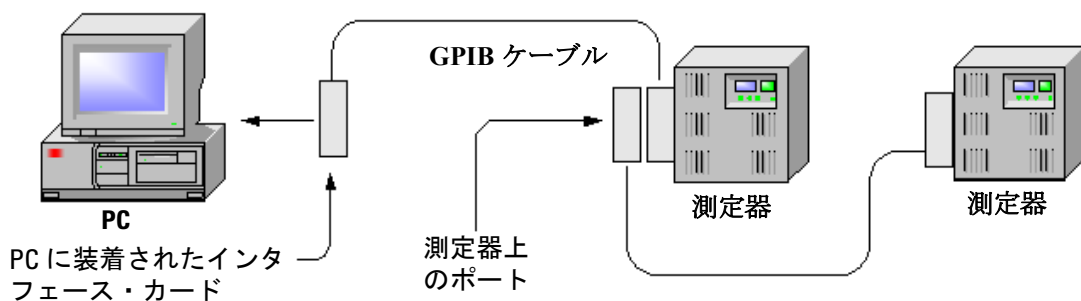 GPIB ケーブル
PC
測定器
測定器
PC に装着されたインタ
フェース・カード
測定器上
のポート